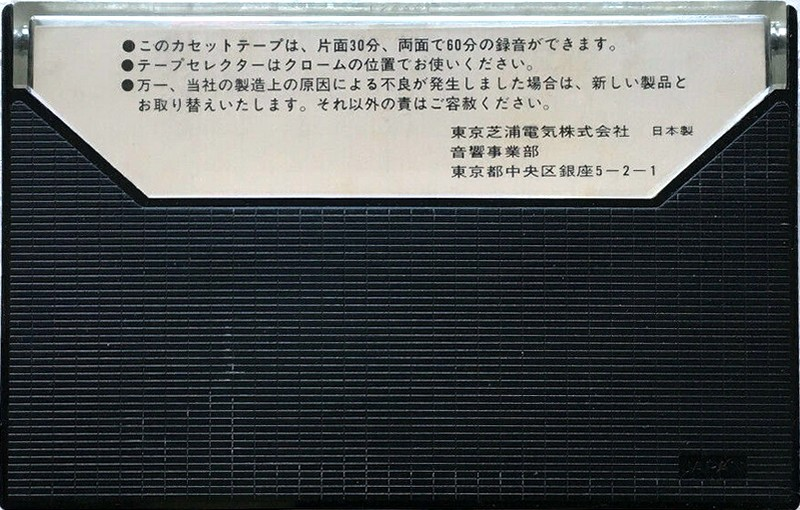 ●このカセットテープは、片面30分、両面で60分の録音ができます。
●テープセレクターはクロームの位置でお使いください。
●万一、当社の製造上の原因による不良が発生しました場合は、新しい製品と
お取り替えいたします。それ以外の責はご容赦ください。
東京芝浦電気株式会社 日本製
音響事業部
東京都中央区銀座5-2-1